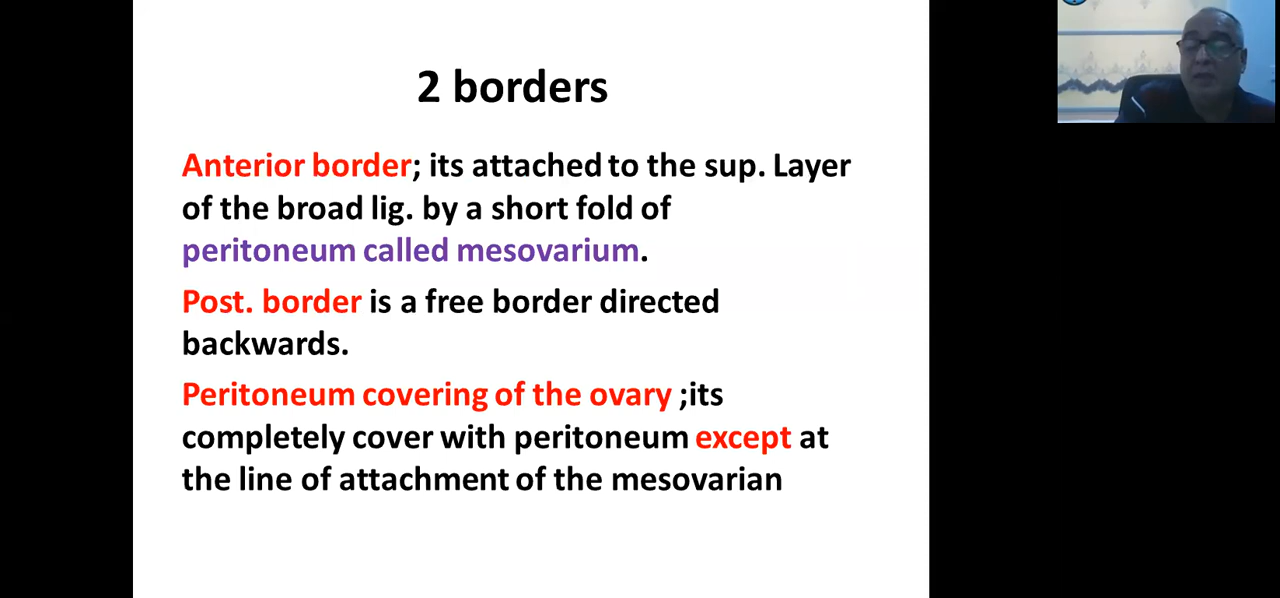 2 borders
Anterior border; its attached to the sup. Layer
of the broad lig. by a short fold of
peritoneum called mesovarium.
Post. border is a free border directed
backwards.
Peritoneum covering of the ovary ;its
completely cover with peritoneum except at
the line of attachment of the mesovarian